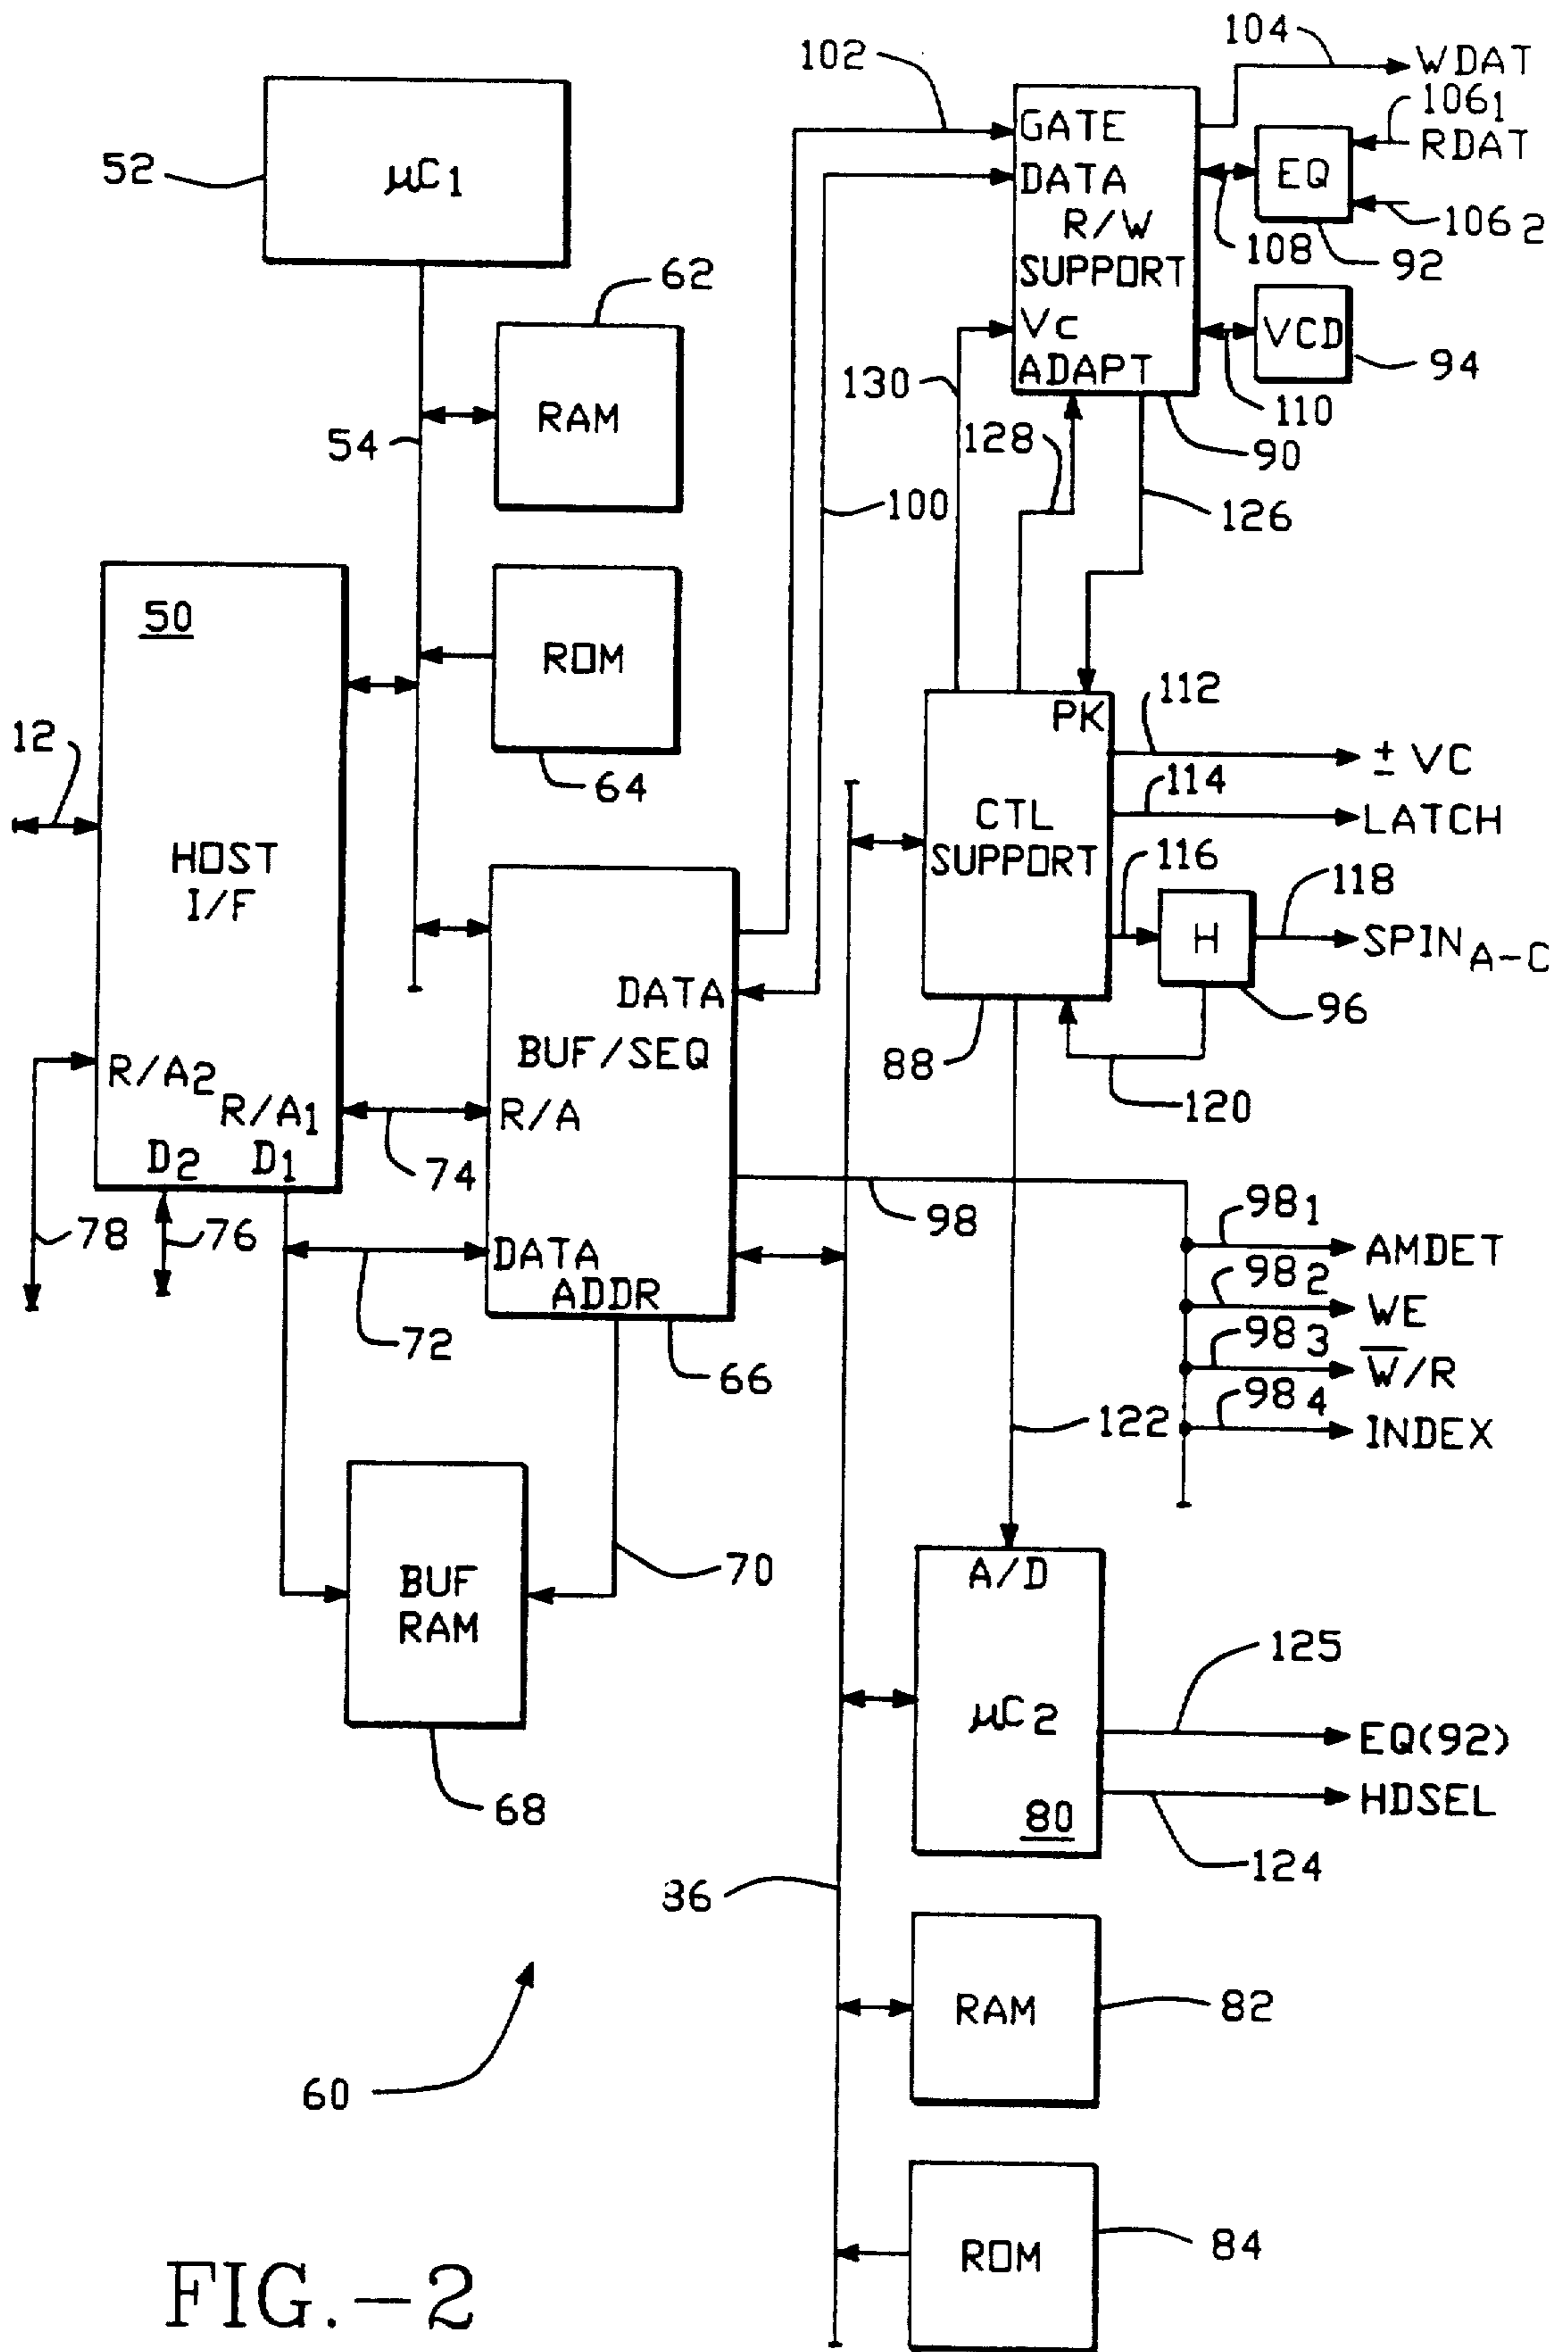 102
104
WDAT
106₁
RDAT
GATE
DATA
R/W
SUPPORT
Vc
ADAPT
EQ
106₂
108
92
VCO
94
110
90
52
μC₁
62
RAM
54
130
128
100
126
50
ROM
64
12
HOST
I/F
PK
112
± VC
114
LATCH
CTL
SUPPORT
116
118
H
SPIN A-C
96
88
120
DATA
BUF/SEQ
R/A₂
R/A₁
R/A
D₂
D₁
74
78
76
98
98₁
AMDET
98₂
WE
98₃
W̅/R
98₄
INDEX
DATA
ADDR
72
66
122
BUF
RAM
70
68
A/D
μC₂
80
125
EQ(92)
HDSEL
124
86
RAM
82
60
ROM
84
FIG.-2